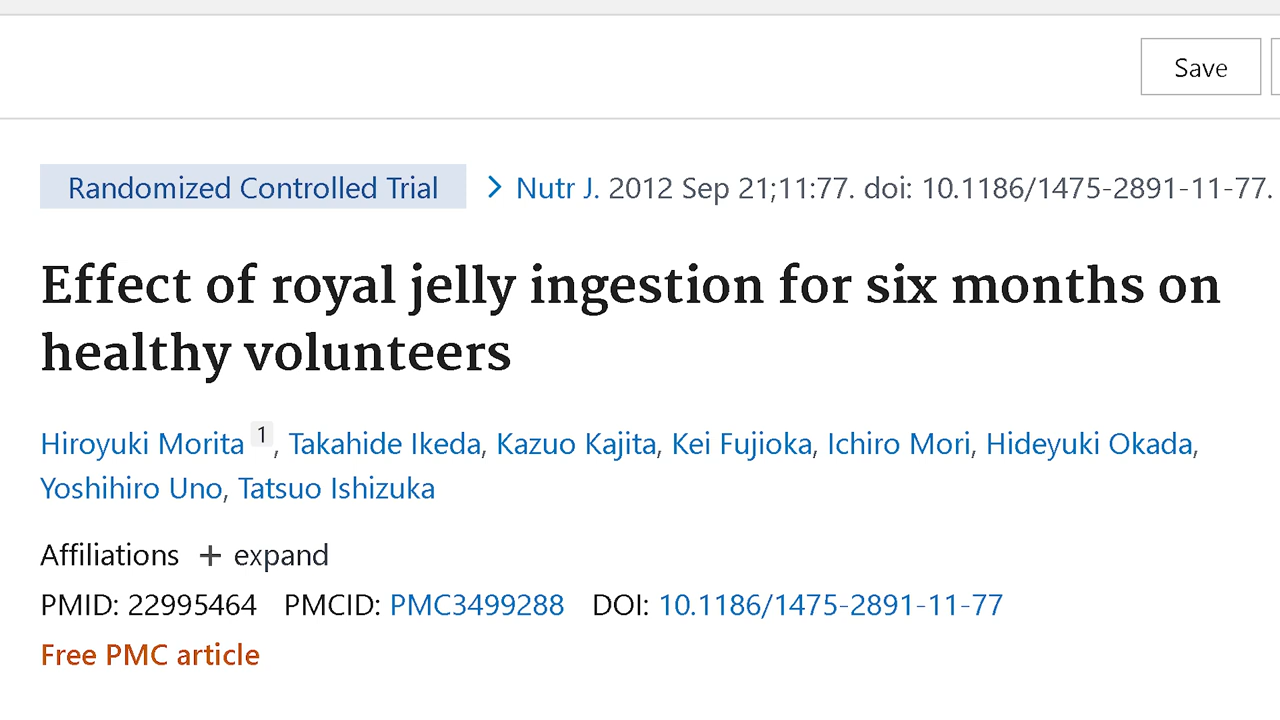 Save
Randomized Controlled Trial > Nutr J. 2012 Sep 21;11:77. doi: 10.1186/1475-2891-11-77.
Effect of royal jelly ingestion for six months on
healthy volunteers
Hiroyuki Morita 1, Takahide Ikeda, Kazuo Kajita, Kei Fujioka, Ichiro Mori, Hideyuki Okada,
Yoshihiro Uno, Tatsuo Ishizuka
Affiliations + expand
PMID: 22995464 PMCID: PMC3499288 DOI: 10.1186/1475-2891-11-77
Free PMC article